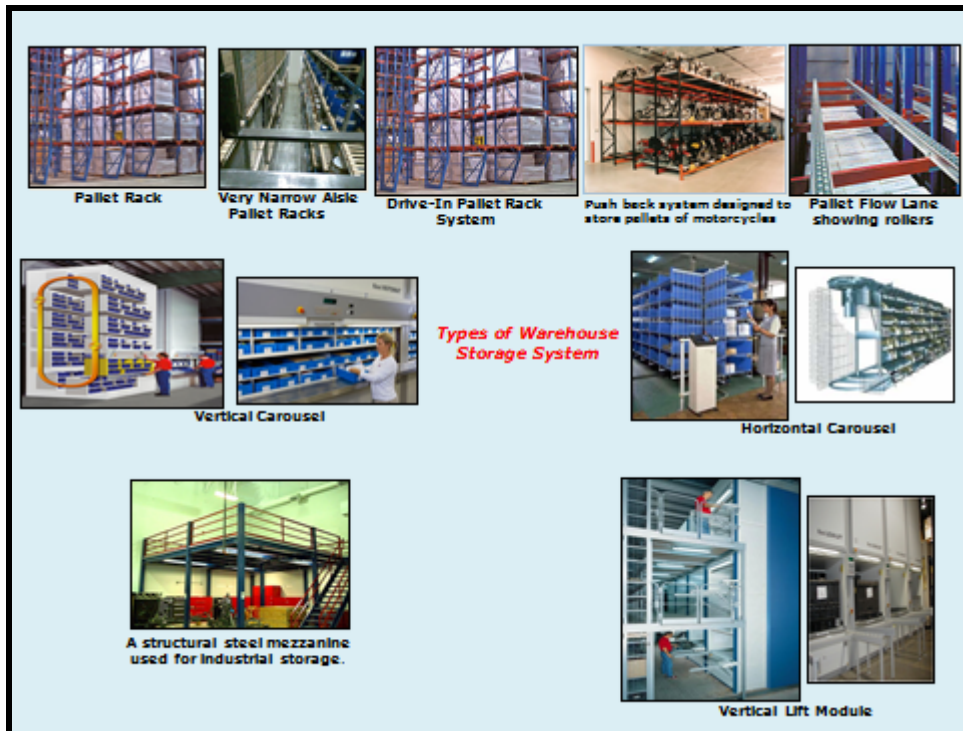 Pallet Rack
Very Narrow Aisle
Pallet Racks
Drive-In Pallet Rack
System
Push back system designed to
store pallets of motorcycles
Pallet Flow Lane
showing rollers
Types of Warehouse
Storage System
Vertical Carousel
Horizontal Carousel
A structural steel mezzanine
used for industrial storage.
Vertical Lift Module